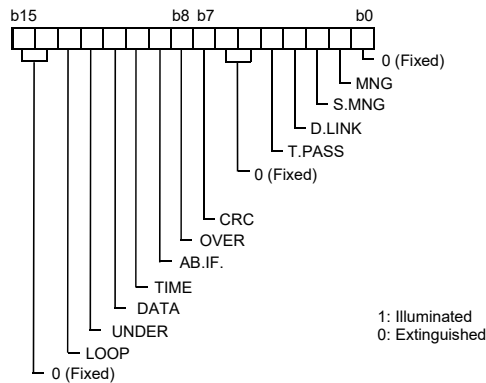 b15 b8 b7 b0
0 (Fixed)
MNG
S.MNG
D.LINK
T.PASS
0 (Fixed)
CRC
OVER
AB.IF.
TIME
DATA
UNDER
LOOP
0 (Fixed)
1: Illuminated
0: Extinguished